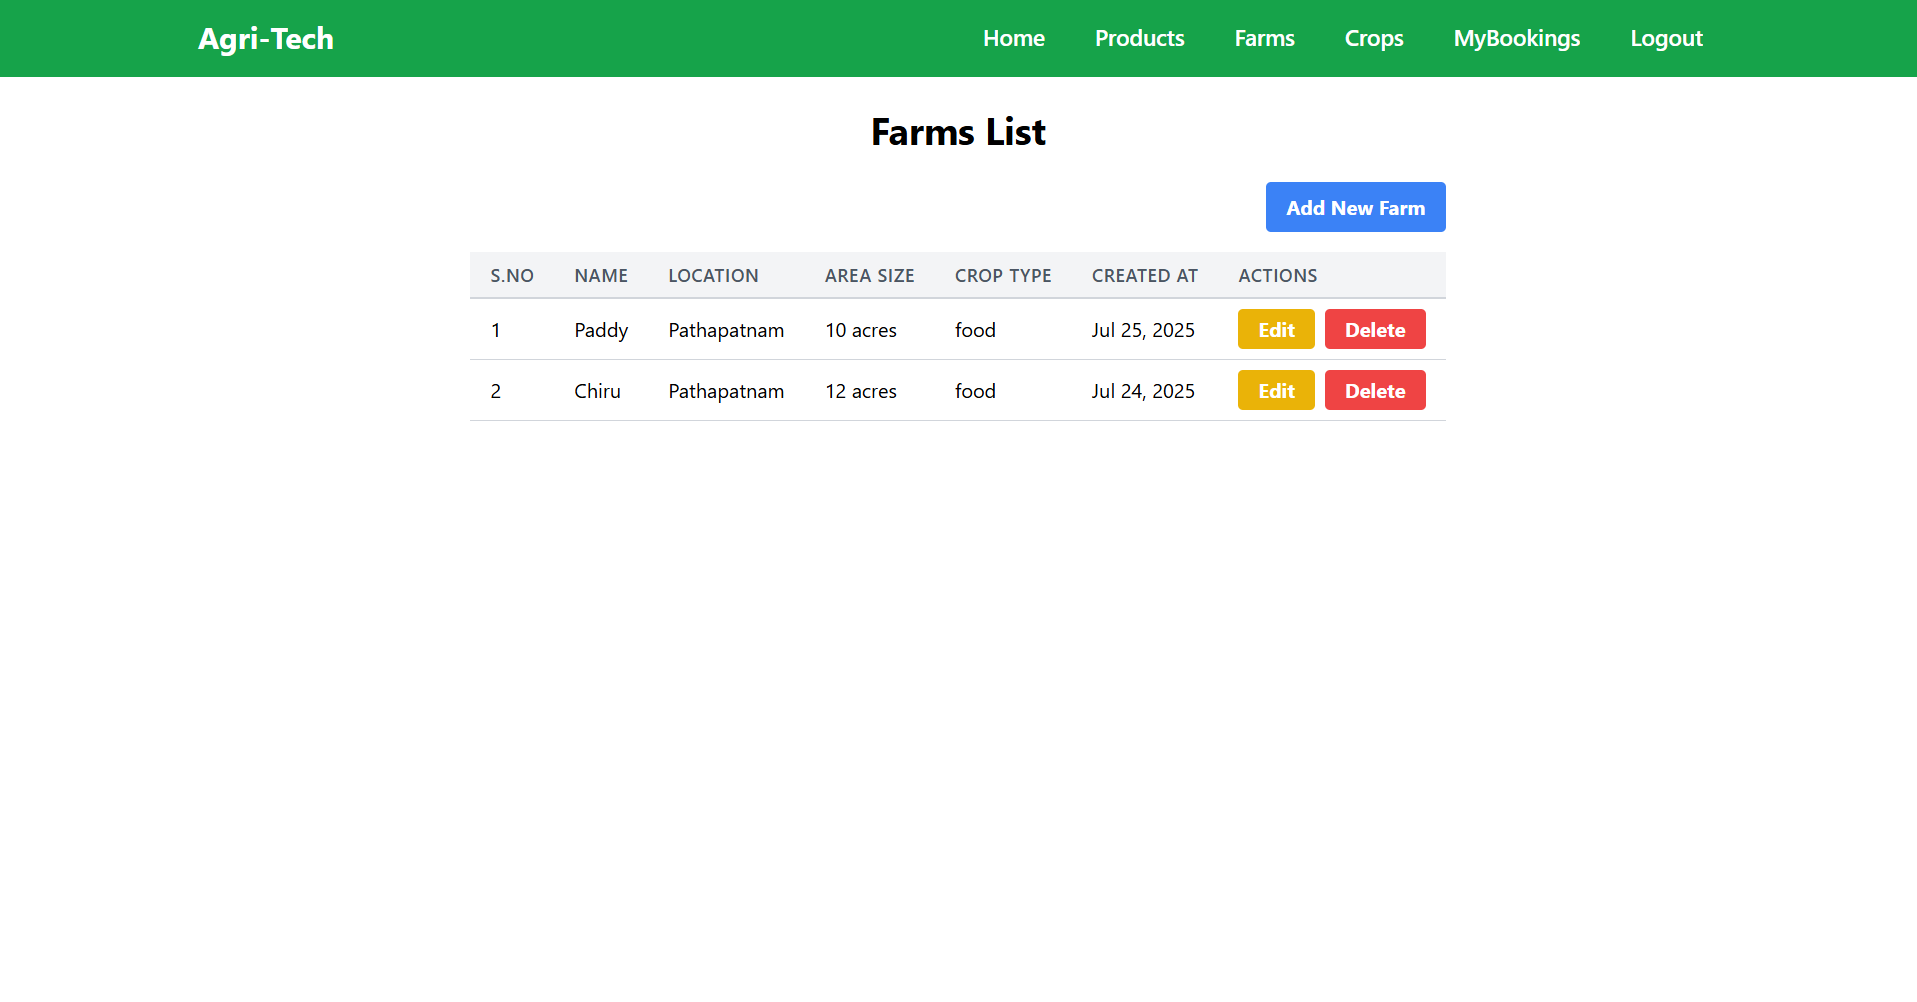 Agri-Tech Home Products Farms Crops MyBookings Logout
Farms List
Add New Farm
S.NO NAME LOCATION AREA SIZE CROP TYPE CREATED AT ACTIONS
1 Paddy Pathapatnam 10 acres food Jul 25, 2025 Edit Delete
2 Chiru Pathapatnam 12 acres food Jul 24, 2025 Edit Delete